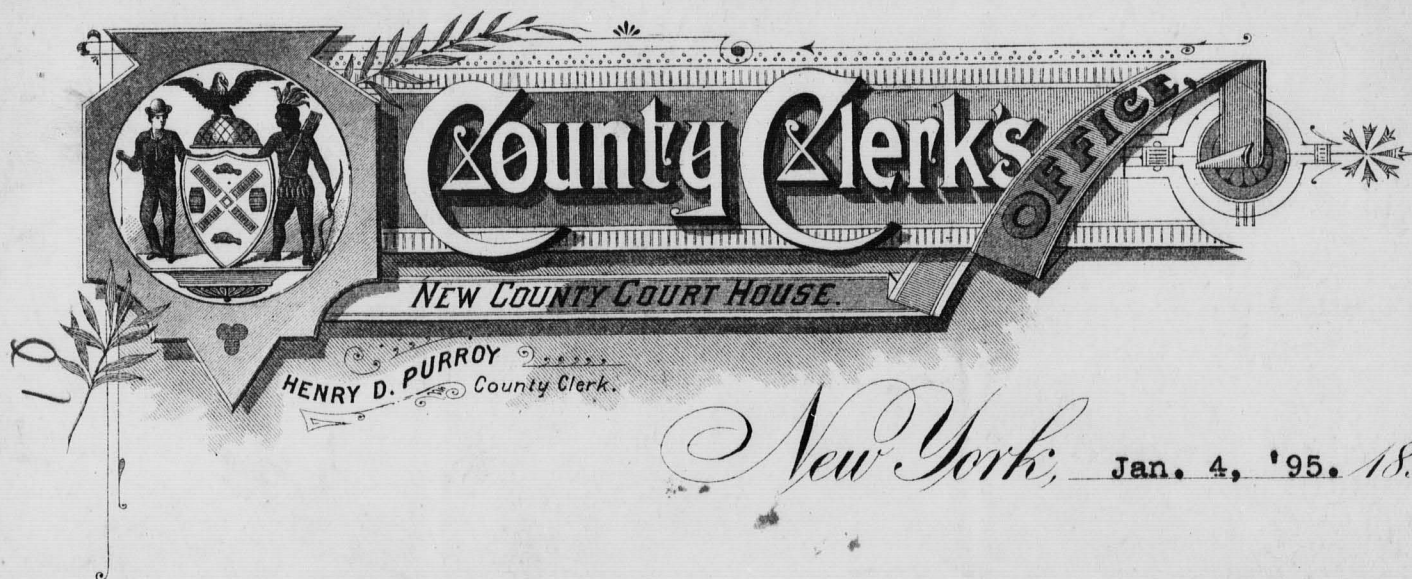 County Clerk's OFFICE.
NEW COUNTY COURT HOUSE.
HENRY D. PURROY
County Clerk.
New York, Jan. 4, '95. 18